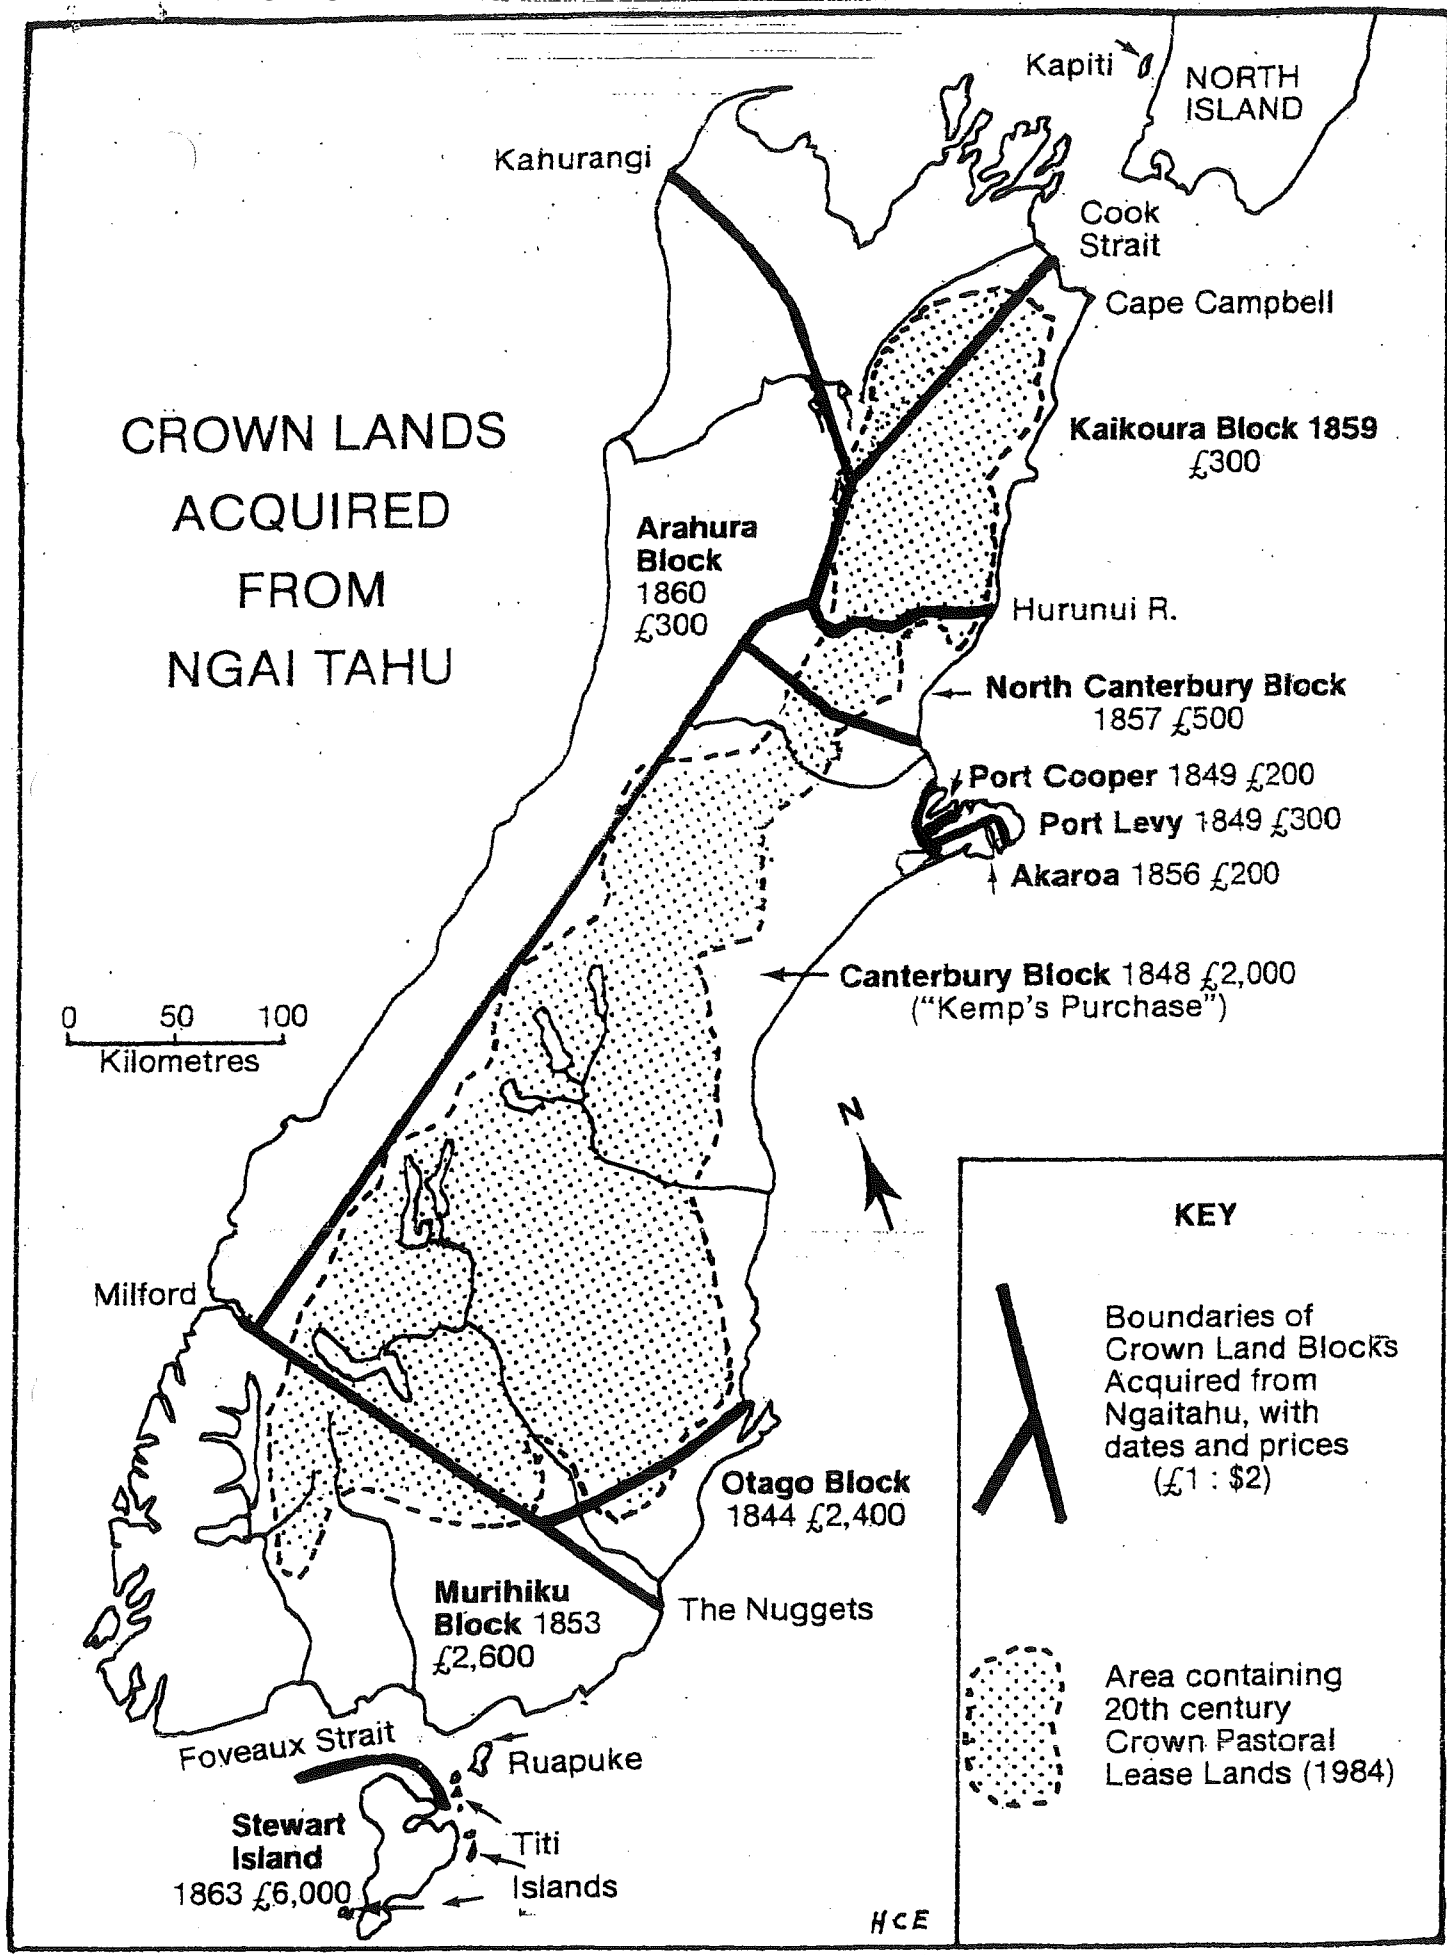 Kapiti
NORTH
ISLAND
Kahurangi
Cook
Strait
Cape Campbell
CROWN LANDS
ACQUIRED
FROM
NGAI TAHU
Kaikoura Block 1859
£300
Arahura
Block
1860
£300
Hurunui R.
North Canterbury Block
1857 £500
Port Cooper 1849 £200
Port Levy 1849 £300
Akaroa 1856 £200
Canterbury Block 1848 £2,000
("Kemp's Purchase")
0 50 100
Kilometres
N
Milford
Otago Block
1844 £2,400
Murihiku
Block 1853
£2,600
The Nuggets
Foveaux Strait
Ruapuke
Stewart
Island
1863 £6,000
Titi
Islands
HCE
KEY
Boundaries of
Crown Land Blocks
Acquired from
Ngaitahu, with
dates and prices
(£1 : $2)
Area containing
20th century
Crown Pastoral
Lease Lands (1984)